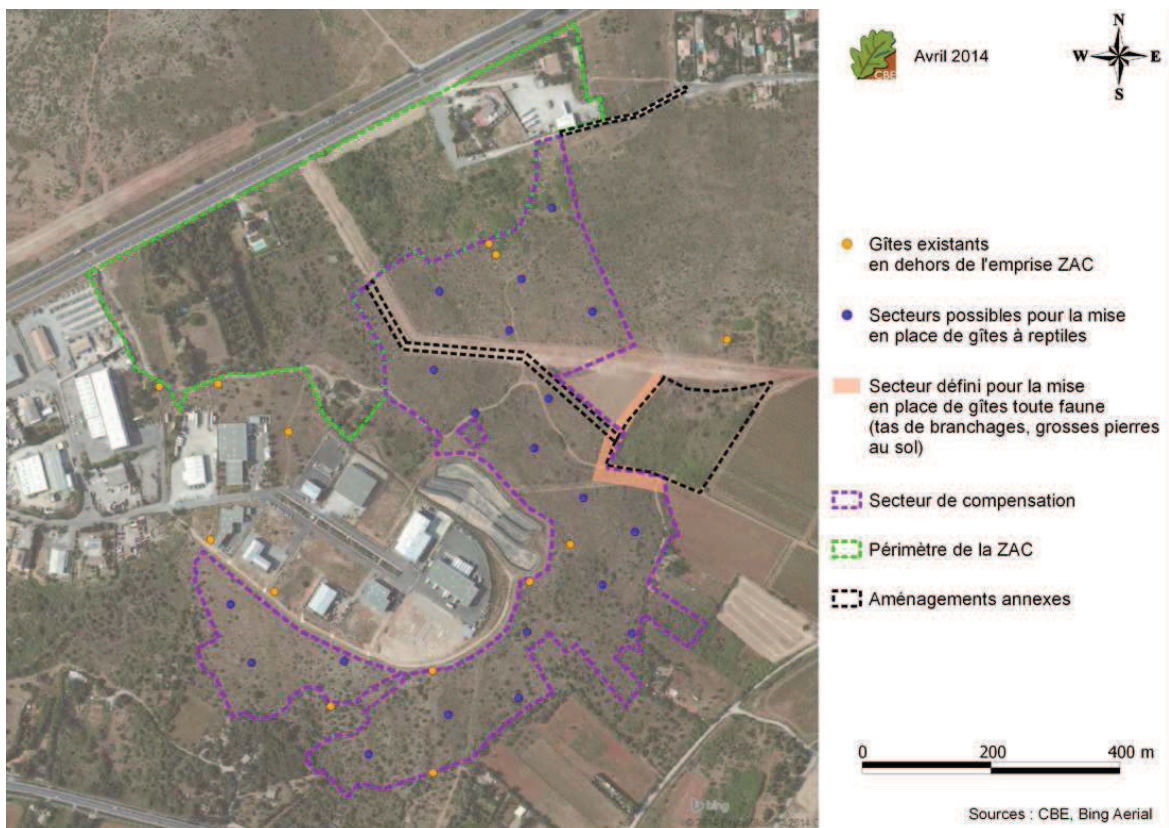 CBE
Avril 2014
N
W E
S
Gîtes existants
en dehors de l'emprise ZAC
Secteurs possibles pour la mise
en place de gîtes à reptiles
Secteur défini pour la mise
en place de gîtes toute faune
(tas de branchages, grosses pierres
au sol)
Secteur de compensation
Périmètre de la ZAC
Aménagements annexes
0 200 400 m
Sources : CBE, Bing Aerial
bing